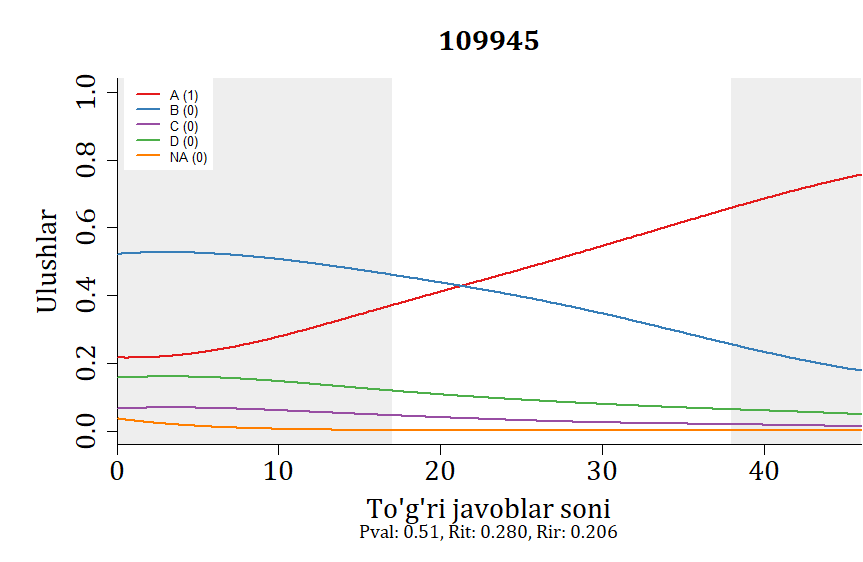 109945
1.0
0.8
0.6
0.4
0.2
0.0
Ulushlar
A (1)
B (0)
C (0)
D (0)
NA (0)
0 10 20 30 40
To'g'ri javoblar soni
Pval: 0.51, Rit: 0.280, Rir: 0.206